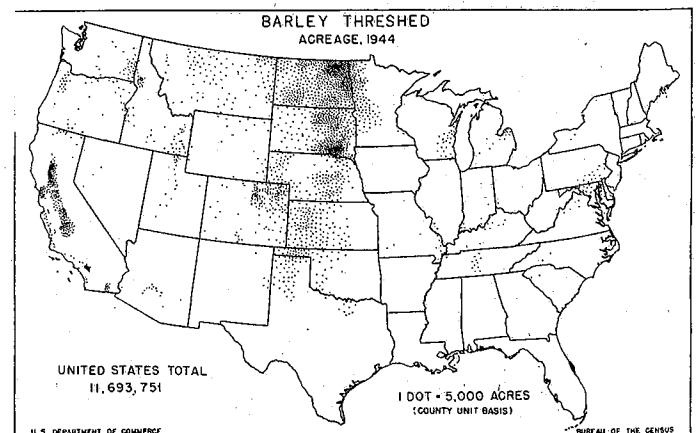 BARLEY THRESHED
ACREAGE, 1944
UNITED STATES TOTAL
11,693,751
1 DOT = 5,000 ACRES
(COUNTY UNIT BASIS)
U.S. DEPARTMENT OF COMMERCE
BUREAU OF THE CENSUS